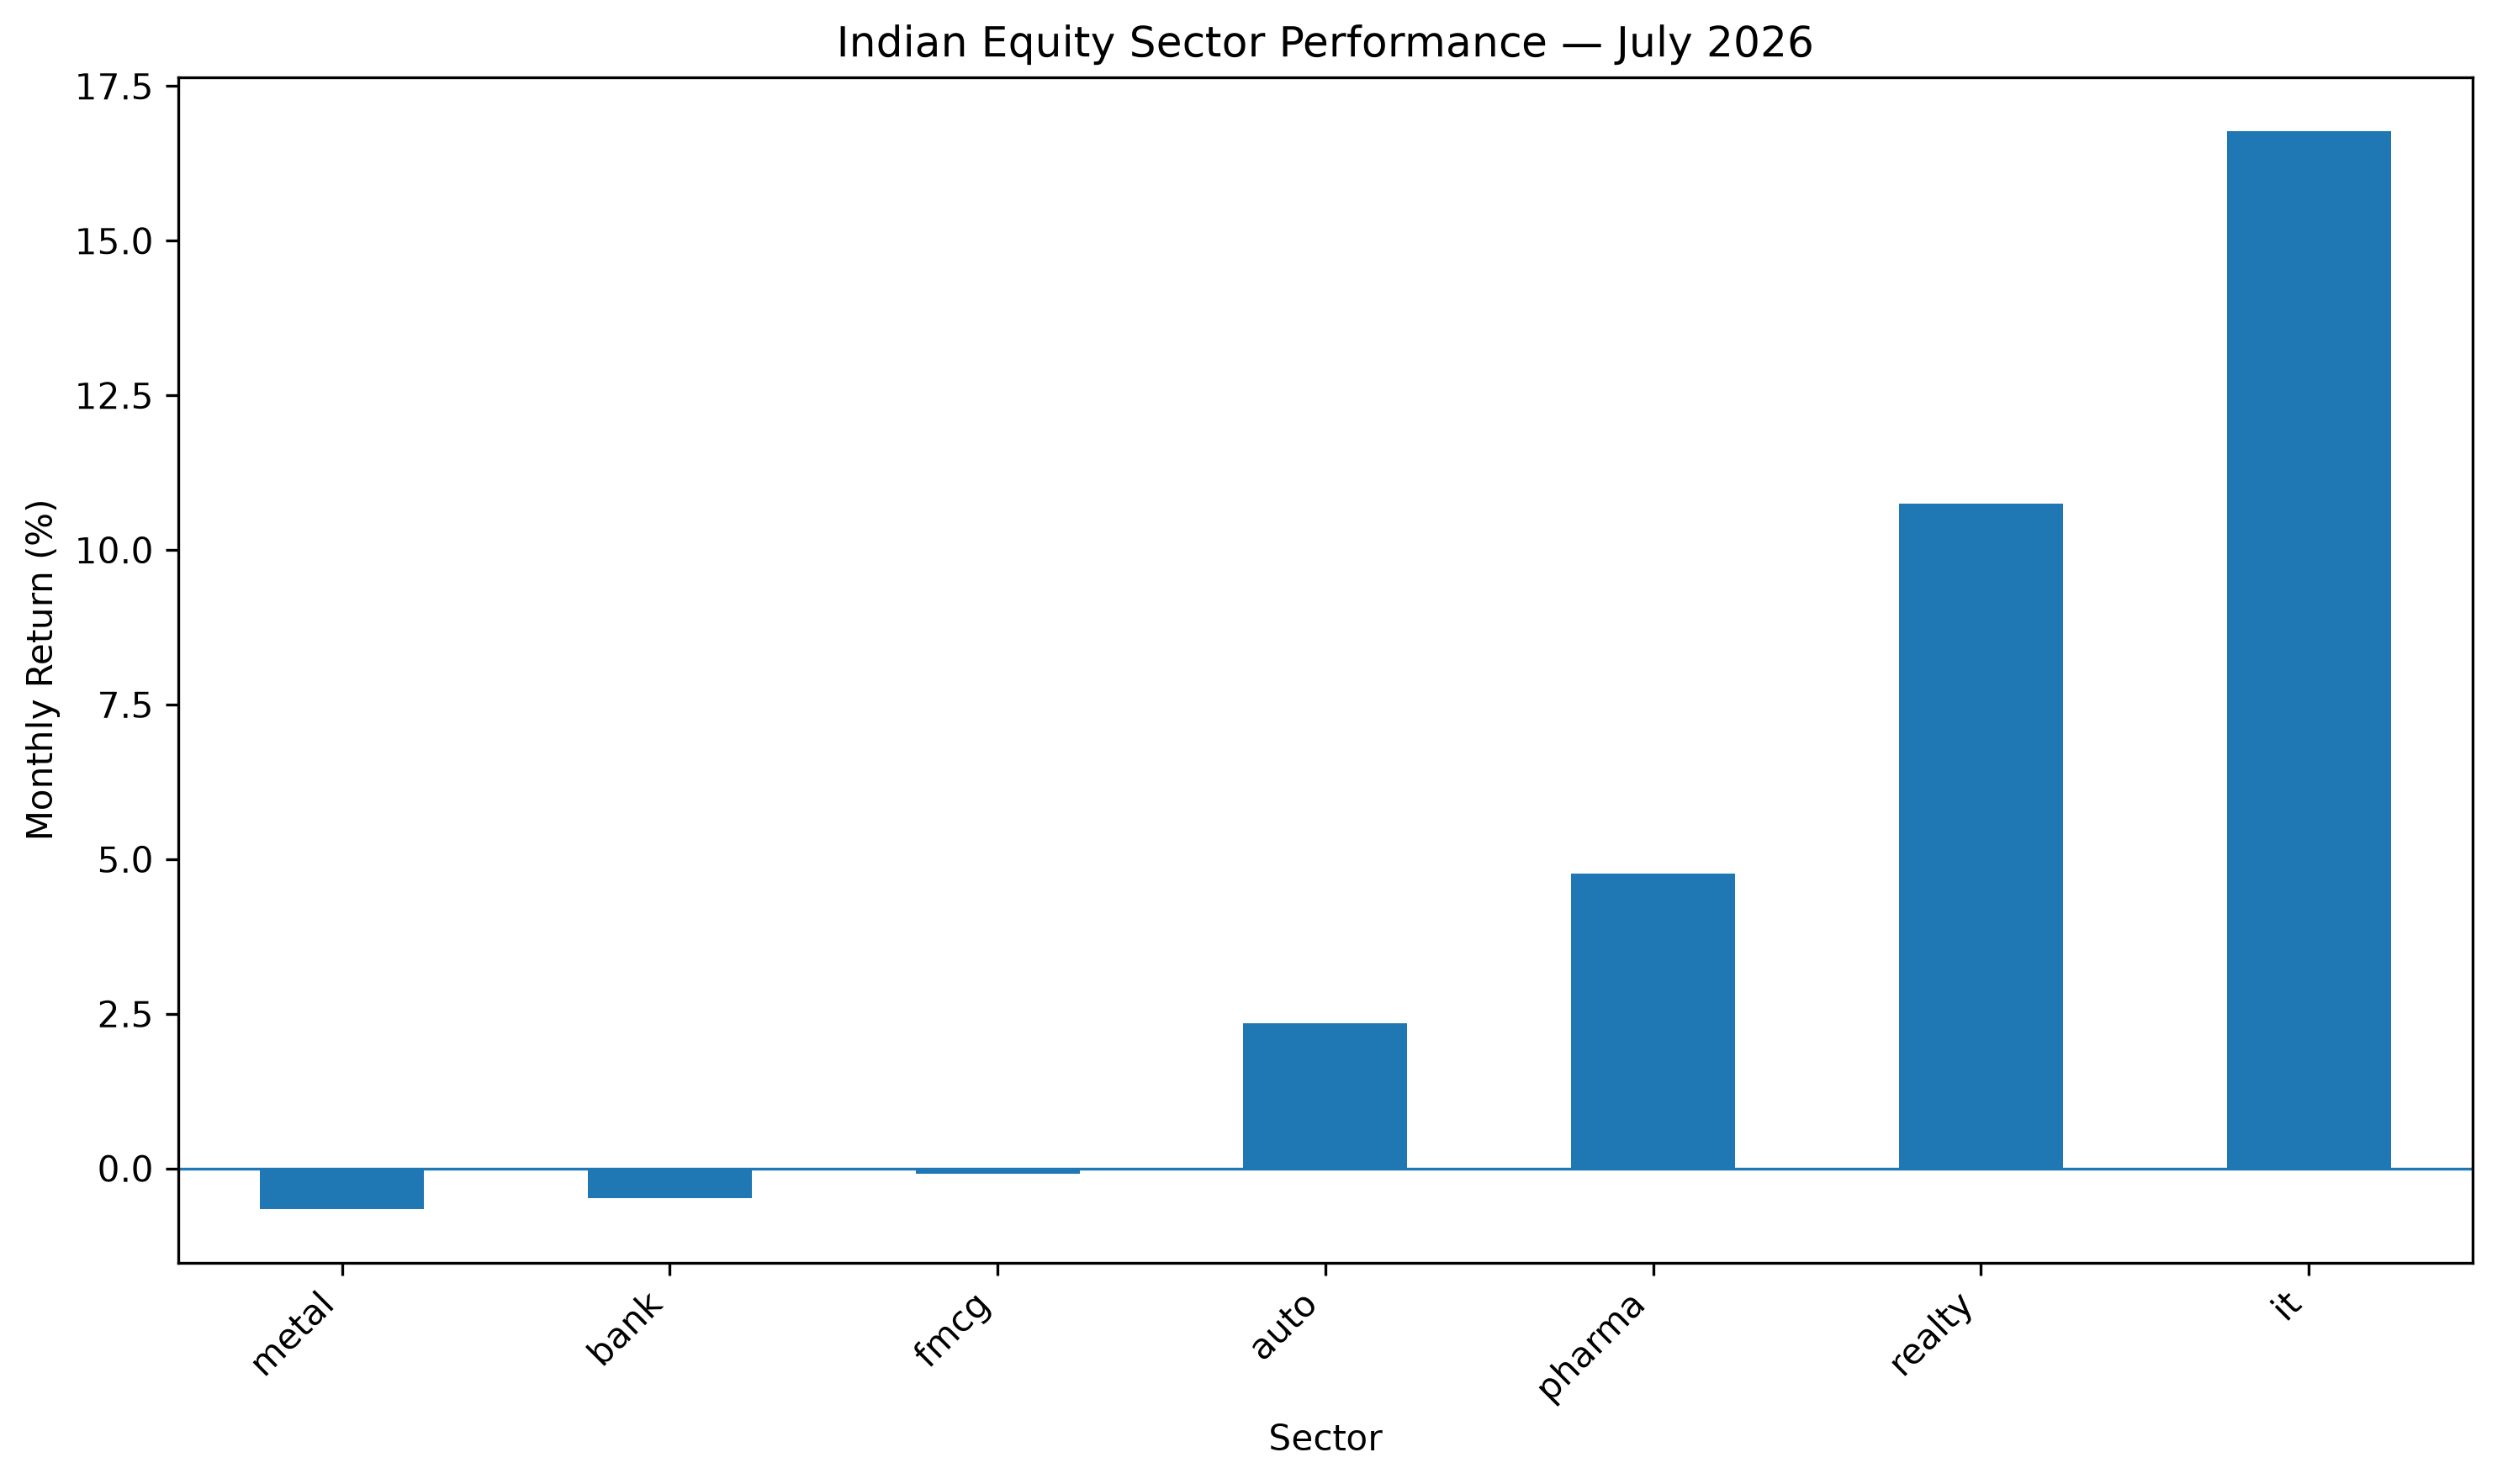 Indian Equity Sector Performance — July 2026
17.5
15.0
12.5
10.0
7.5
5.0
2.5
0.0
Monthly Return (%)
metal
bank
fmcg
auto
pharma
realty
it
Sector